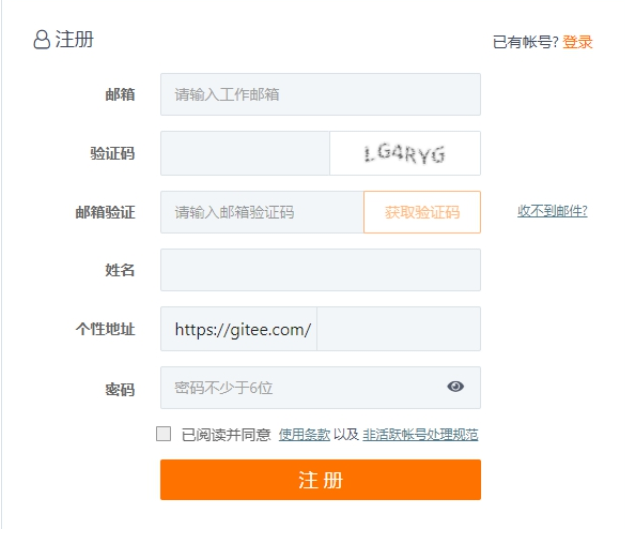 注册
已有帐号? 登录
邮箱 请输入工作邮箱
验证码 LG4RYG
邮箱验证 请输入邮箱验证码 获取验证码 收不到邮件?
姓名
个性地址 https://gitee.com/
密码 密码不少于6位
已阅读并同意 使用条款 以及 非活跃帐号处理规范
注 册